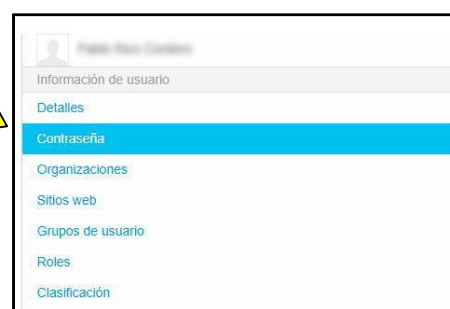 Información de usuario
Detalles
Contraseña
Organizaciones
Sitios web
Grupos de usuario
Roles
Clasificación